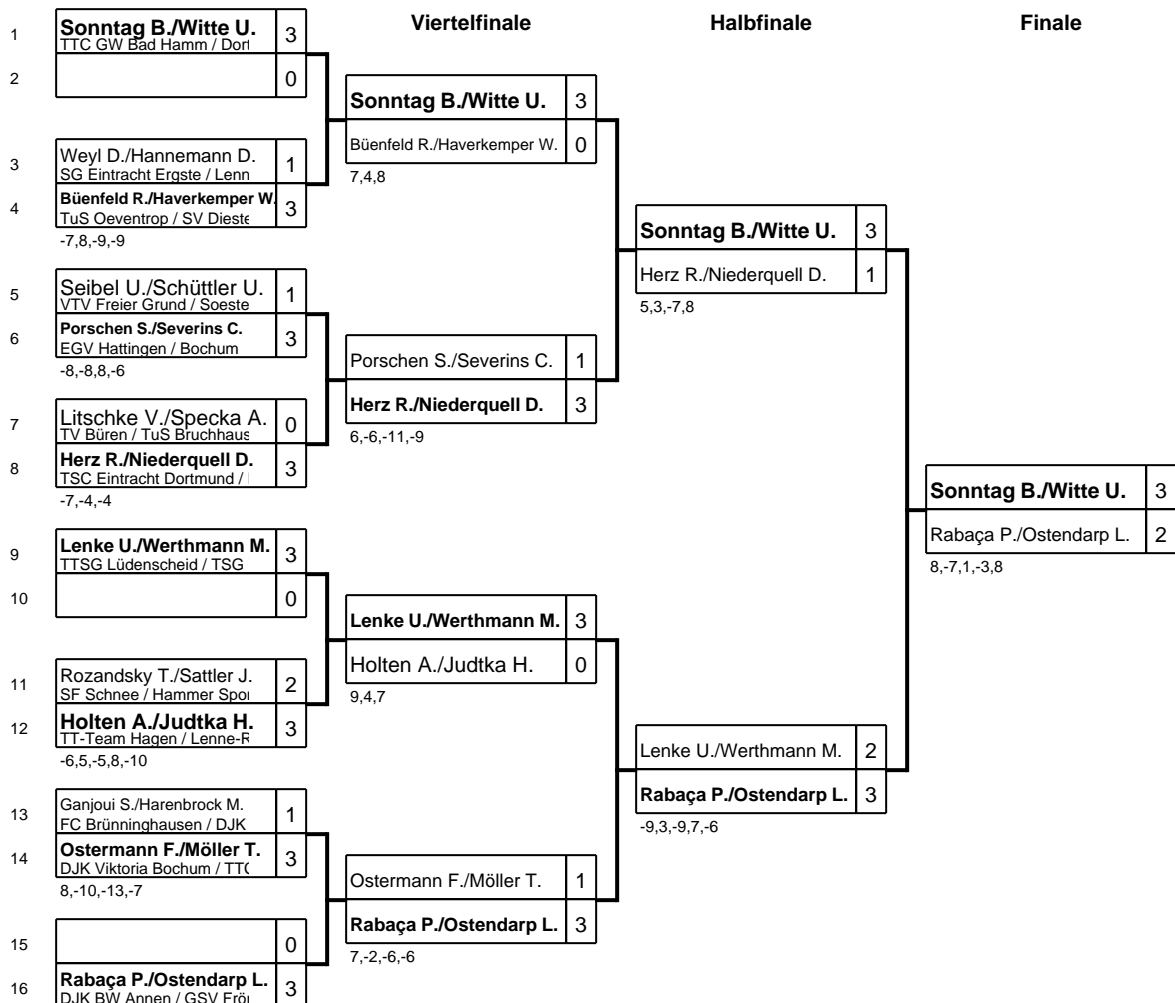 Viertelfinale
Halbfinale
Finale
1
Sonntag B./Witte U.
3
TTC GW Bad Hamm / Dort
2
0
3
Weyl D./Hannemann D.
1
SG Eintracht Ergste / Lenn
4
Büenfeld R./Haverkemper W.
3
TuS Oeventrop / SV Dieste
-7,8,-9,-9
5
Seibel U./Schüttler U.
1
VTV Freier Grund / Soeste
6
Porschen S./Severins C.
3
EGV Hattingen / Bochum
-8,-8,8,-6
7
Litschke V./Specka A.
0
TV Büren / TuS Bruchhaus
8
Herz R./Niederquell D.
3
TSC Eintracht Dortmund /
-7,-4,-4
9
Lenke U./Werthmann M.
3
TTSG Lüdenscheid / TSG
10
0
11
Rozandsky T./Sattler J.
2
SF Schnee / Hammer Spor
12
Holten A./Judtka H.
3
TT-Team Hagen / Lenne-R
-6,5,-5,8,-10
13
Ganjoui S./Harenbrock M.
1
FC Brünninghausen / DJK
14
Ostermann F./Möller T.
3
DJK Viktoria Bochum / TTC
8,-10,-13,-7
15
0
16
Rabaça P./Ostendarp L.
3
DJK BW Annen / GSV Frön
Sonntag B./Witte U.
3
Büenfeld R./Haverkemper W.
0
7,4,8
Porschen S./Severins C.
1
Herz R./Niederquell D.
3
6,-6,-11,-9
Lenke U./Werthmann M.
3
Holten A./Judtka H.
0
9,4,7
Ostermann F./Möller T.
1
Rabaça P./Ostendarp L.
3
7,-2,-6,-6
Sonntag B./Witte U.
3
Herz R./Niederquell D.
1
5,3,-7,8
Lenke U./Werthmann M.
2
Rabaça P./Ostendarp L.
3
-9,3,-9,7,-6
Sonntag B./Witte U.
3
Rabaça P./Ostendarp L.
2
8,-7,1,-3,8